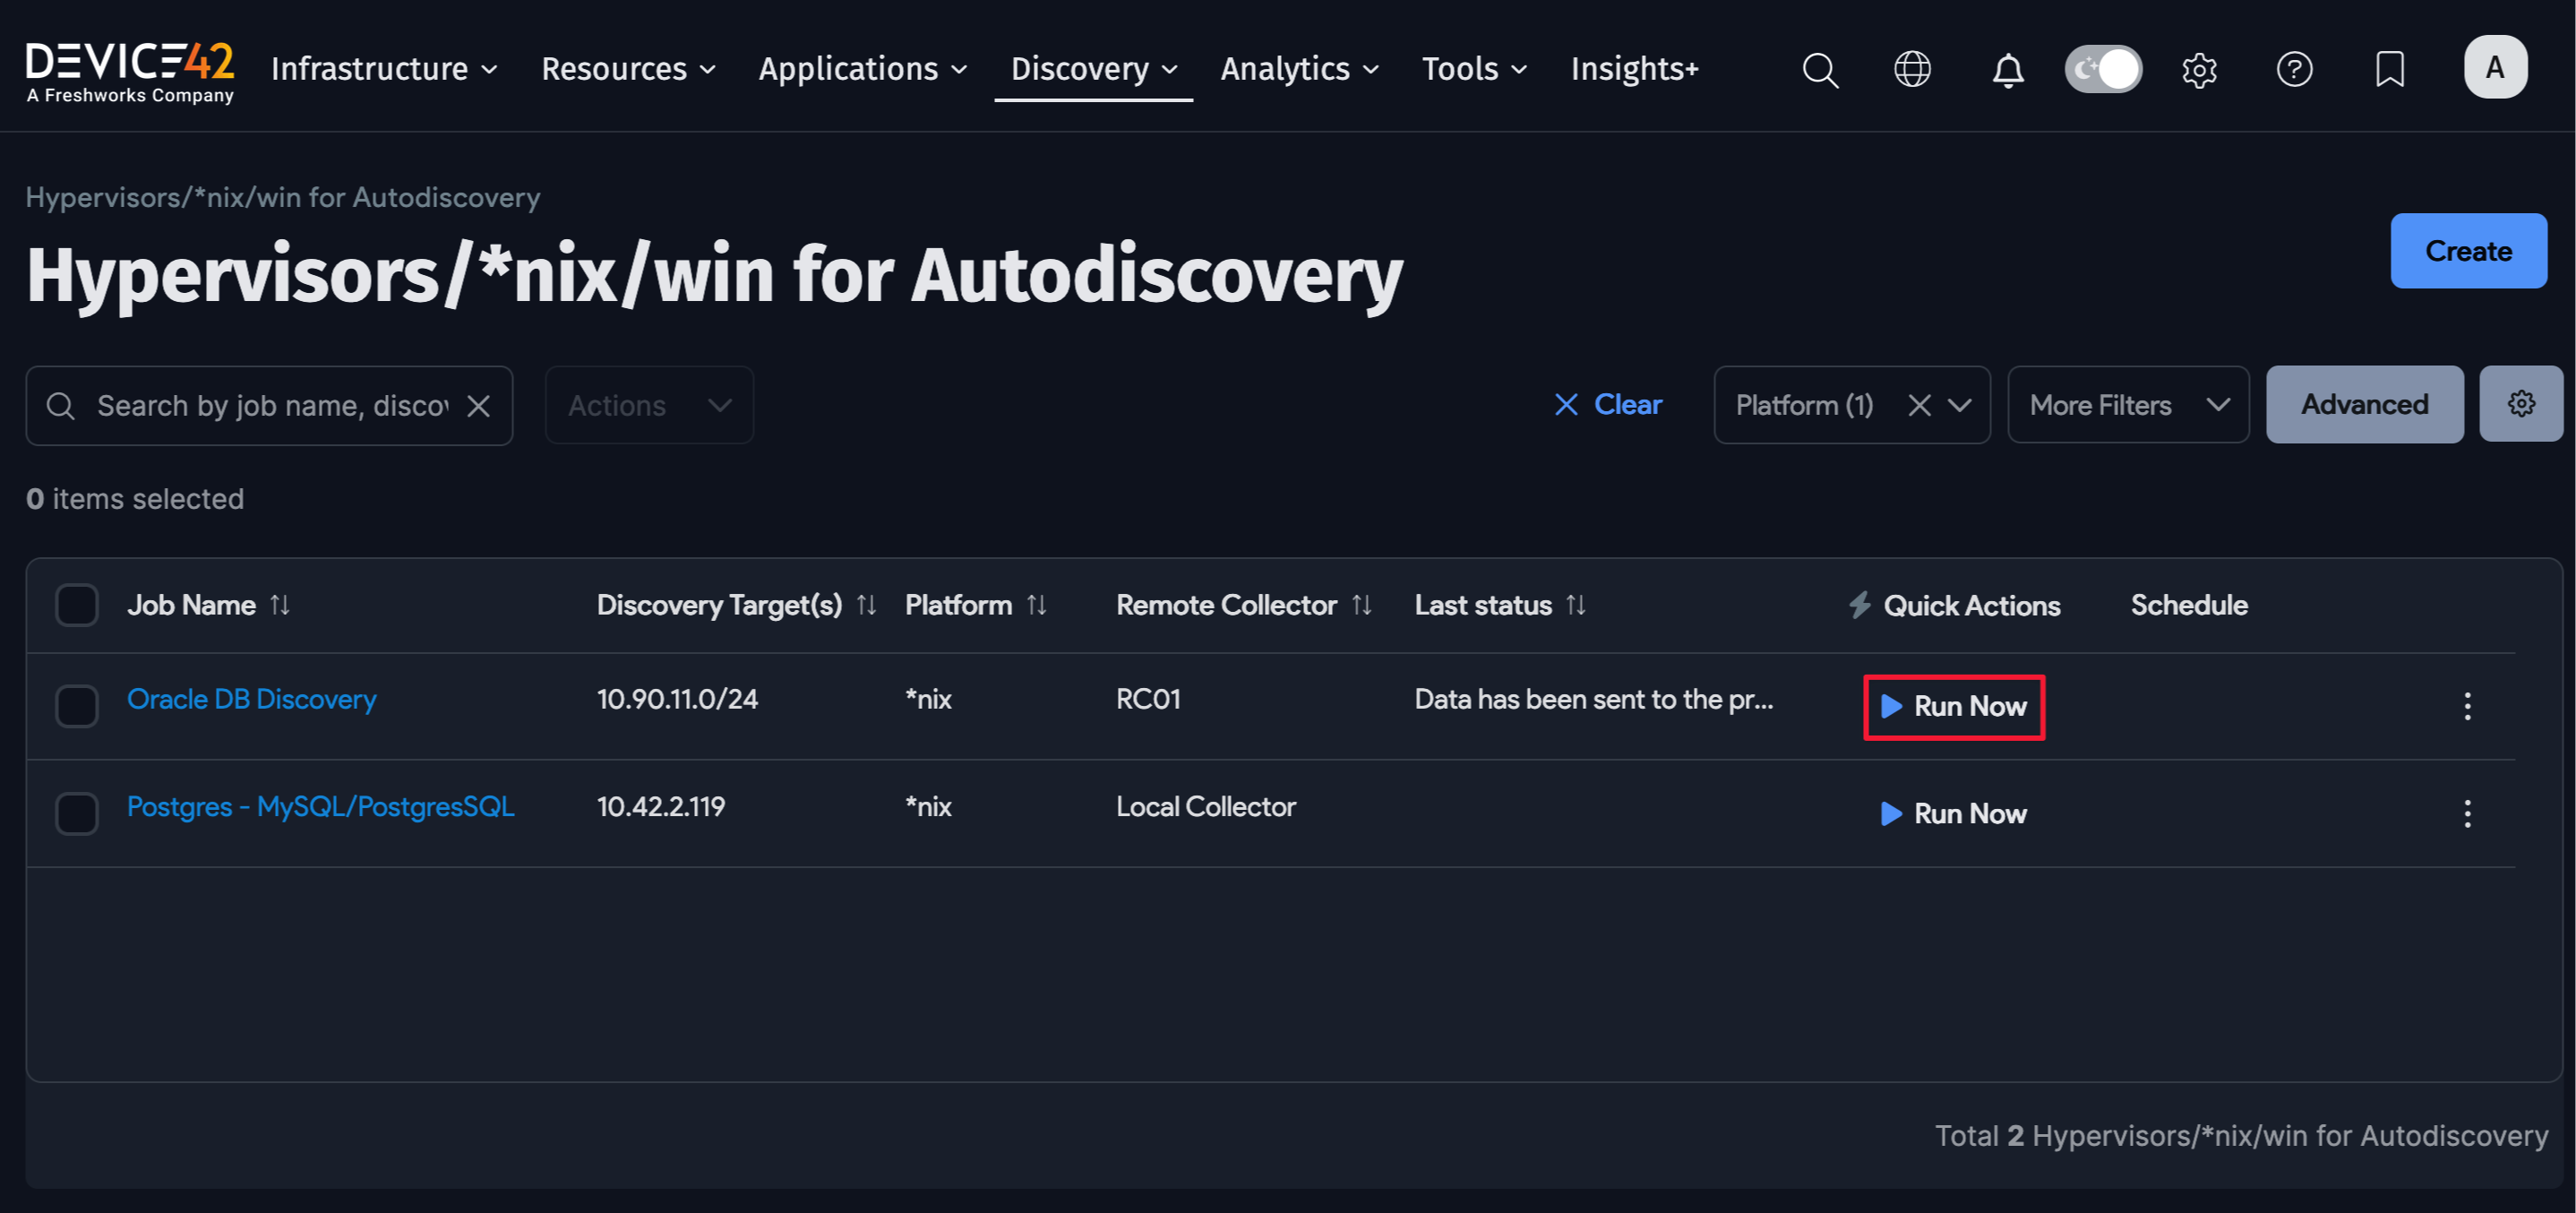 DEVICE42
A Freshworks Company
Infrastructure Resources Applications Discovery Analytics Tools Insights+
A
Hypervisors/*nix/win for Autodiscovery
Hypervisors/*nix/win for Autodiscovery
Create
Search by job name, discov
Actions
Clear
Platform (1)
More Filters
Advanced
0 items selected
Job Name Discovery Target(s) Platform Remote Collector Last status Quick Actions Schedule
Oracle DB Discovery 10.90.11.0/24 *nix RC01 Data has been sent to the pr... Run Now
Postgres - MySQL/PostgresSQL 10.42.2.119 *nix Local Collector Run Now
Total 2 Hypervisors/*nix/win for Autodiscovery